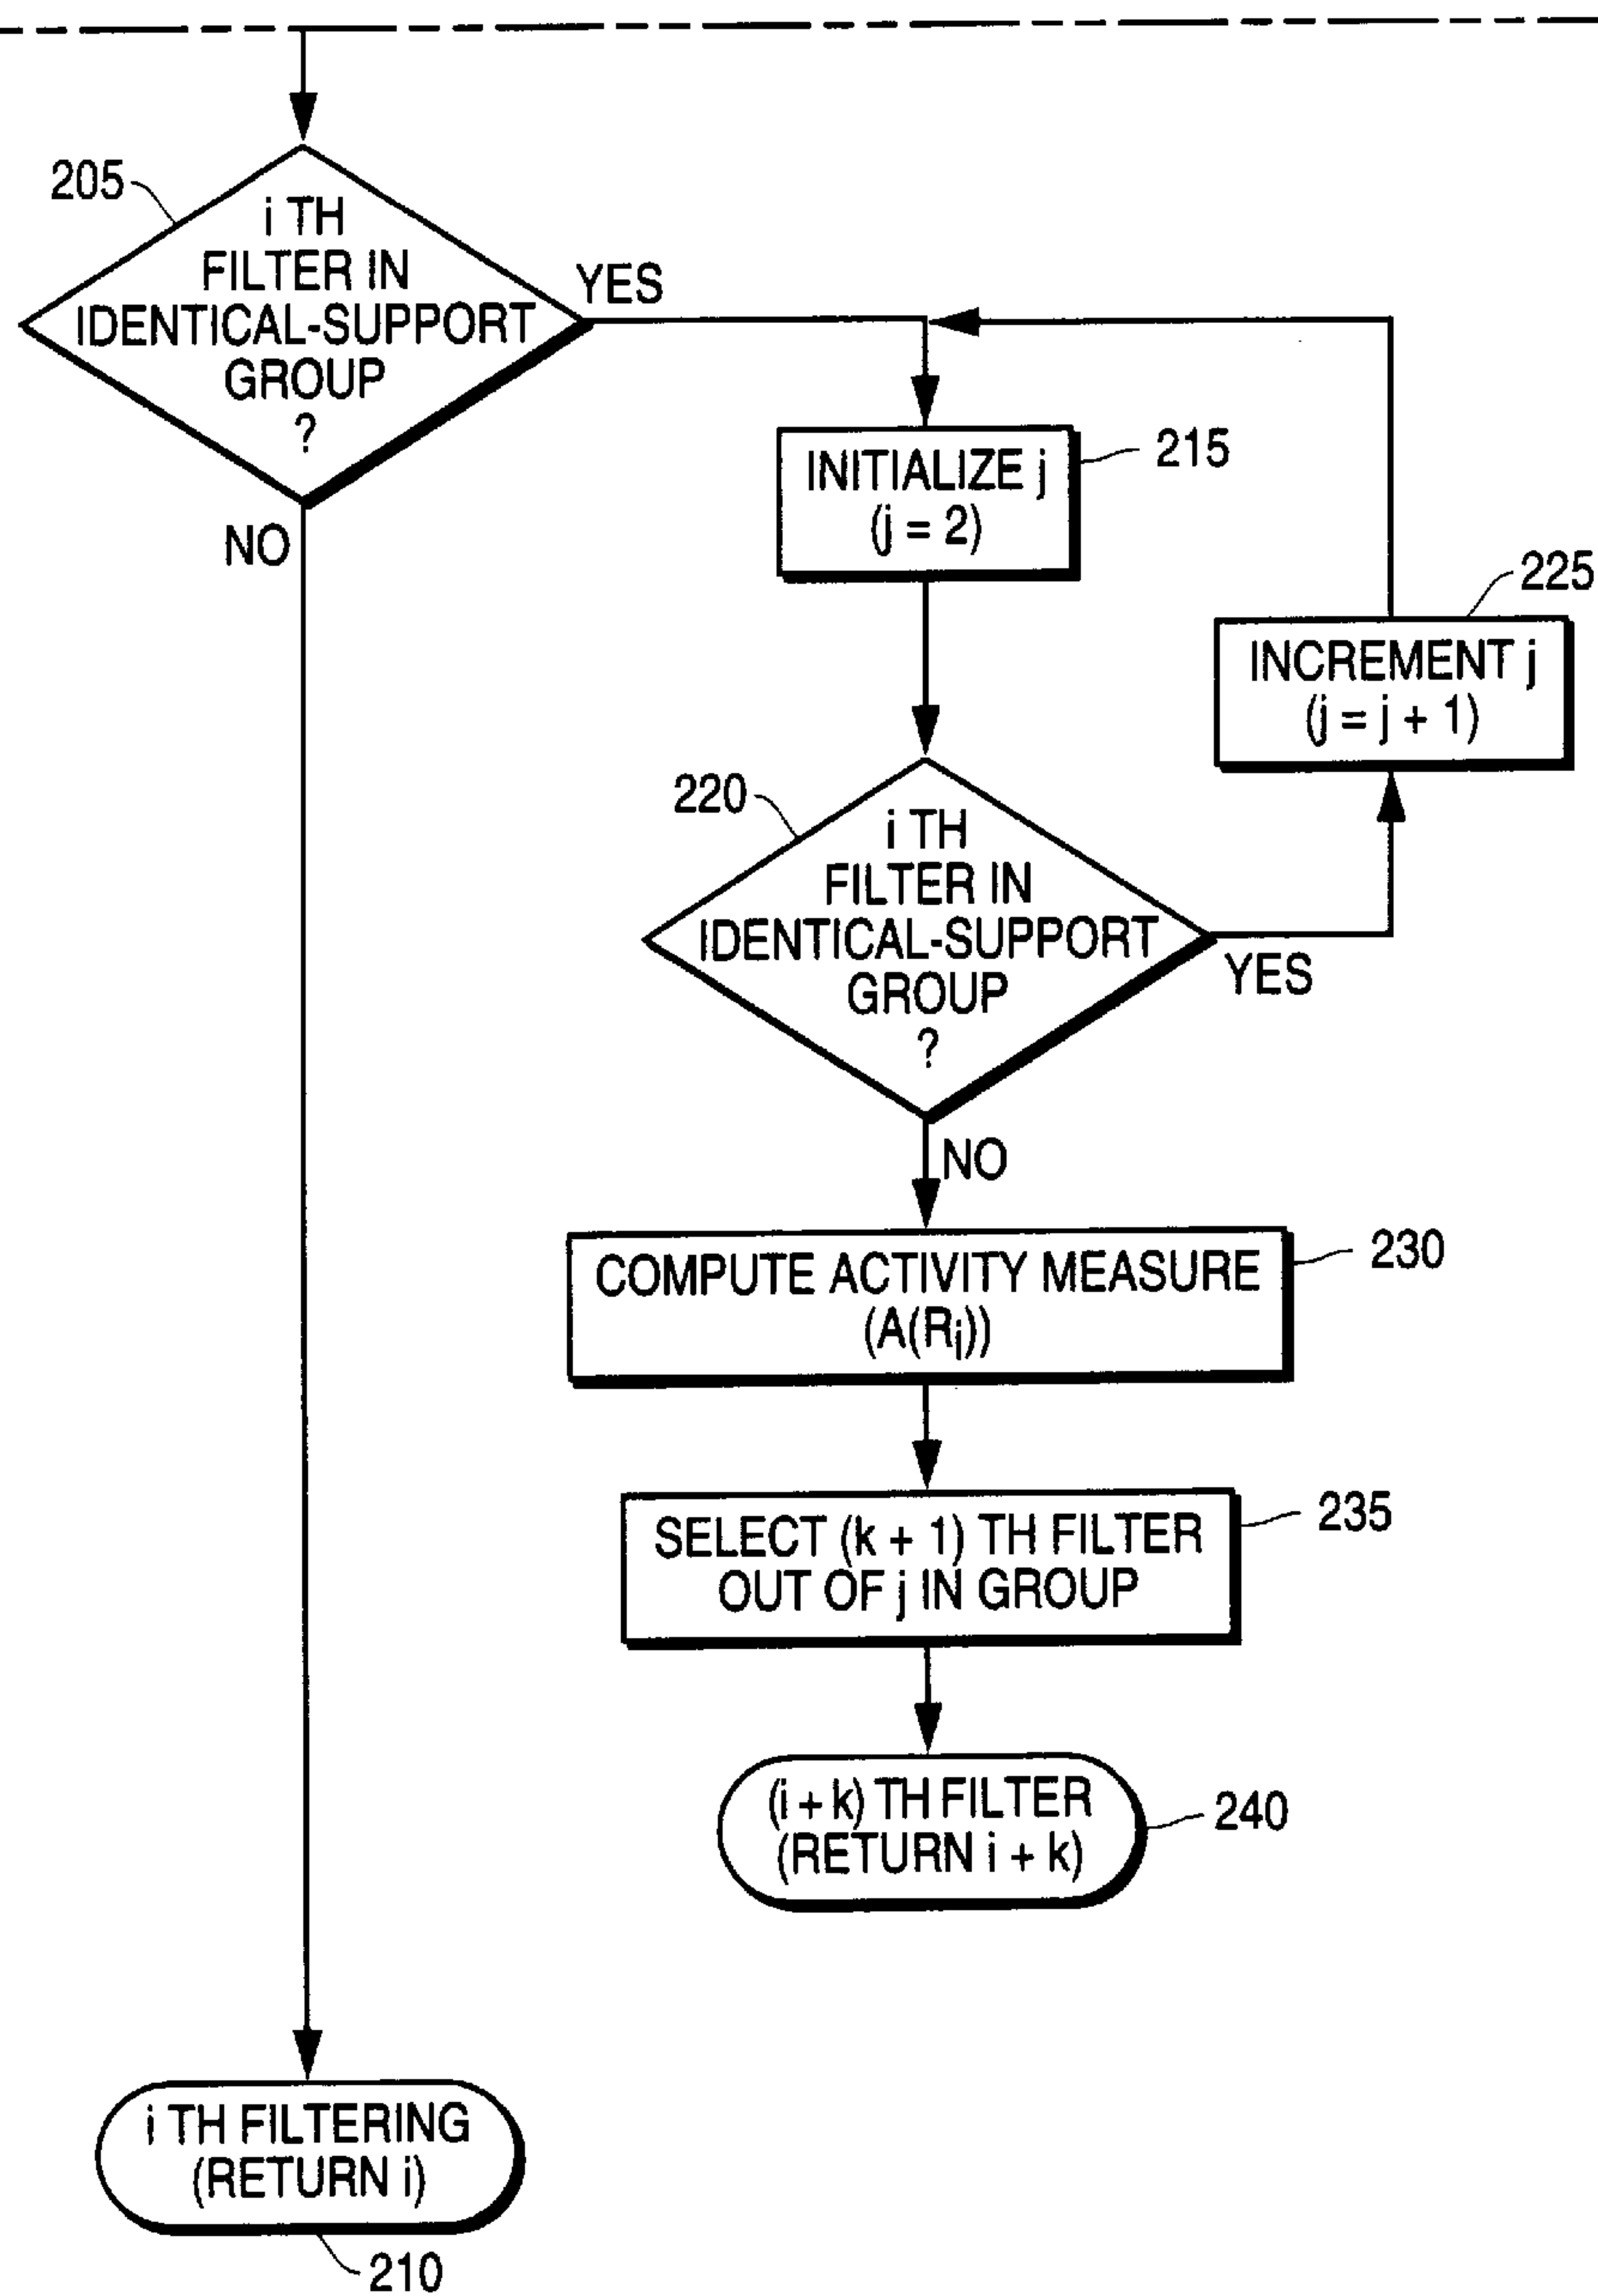 205
i TH
FILTER IN
IDENTICAL-SUPPORT
GROUP
?
YES
NO
INITIALIZE j
(j = 2)
215
225
INCREMENT j
(j = j + 1)
220
i TH
FILTER IN
IDENTICAL-SUPPORT
GROUP
?
YES
NO
COMPUTE ACTIVITY MEASURE
(A(Ri))
230
SELECT (k + 1) TH FILTER
OUT OF j IN GROUP
235
(i + k) TH FILTER
(RETURN i + k)
240
i TH FILTERING
(RETURN i)
210